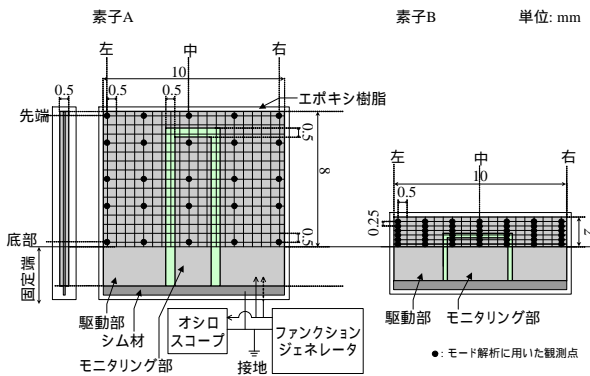 素子A
素子B
単位: mm
左
中
右
10
0.5
0.5
0.5
エポキシ樹脂
先端
0.5
8
底部
0.5
固定端
駆動部
シム材
モニタリング部
オシロ
スコープ
ファンクション
ジェネレータ
接地
左
中
右
10
0.5
0.25
2
駆動部
モニタリング部
●: モード解析に用いた観測点